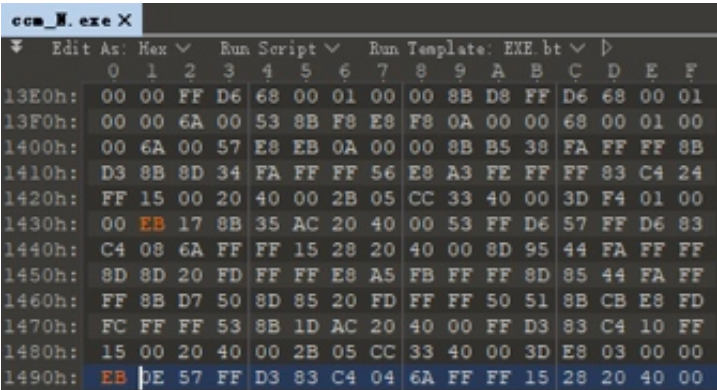 ccm_N.exe X
Edit As: Hex Run Script Run Template: EXE.bt
0 1 2 3 4 5 6 7 8 9 A B C D E F
13E0h: 00 00 FF D6 68 00 01 00 00 8B D8 FF D6 68 00 01
13F0h: 00 00 6A 00 53 8B F8 E8 F8 0A 00 00 68 00 01 00
1400h: 00 6A 00 57 E8 EB 0A 00 00 8B B5 38 FA FF FF 8B
1410h: D3 8B 8D 34 FA FF FF 56 E8 A3 FE FF FF 83 C4 24
1420h: FF 15 00 20 40 00 2B 05 CC 33 40 00 3D F4 01 00
1430h: 00 EB 17 8B 35 AC 20 40 00 53 FF D6 57 FF D6 83
1440h: C4 08 6A FF FF 15 28 20 40 00 8D 95 44 FA FF FF
1450h: 8D 8D 20 FD FF FF E8 A5 FB FF FF 8D 85 44 FA FF
1460h: FF 8B D7 50 8D 85 20 FD FF FF 50 51 8B CB E8 FD
1470h: FC FF FF 53 8B 1D AC 20 40 00 FF D3 83 C4 10 FF
1480h: 15 00 20 40 00 2B 05 CC 33 40 00 3D E8 03 00 00
1490h: EB 0E 57 FF D3 83 C4 04 6A FF FF 15 28 20 40 00